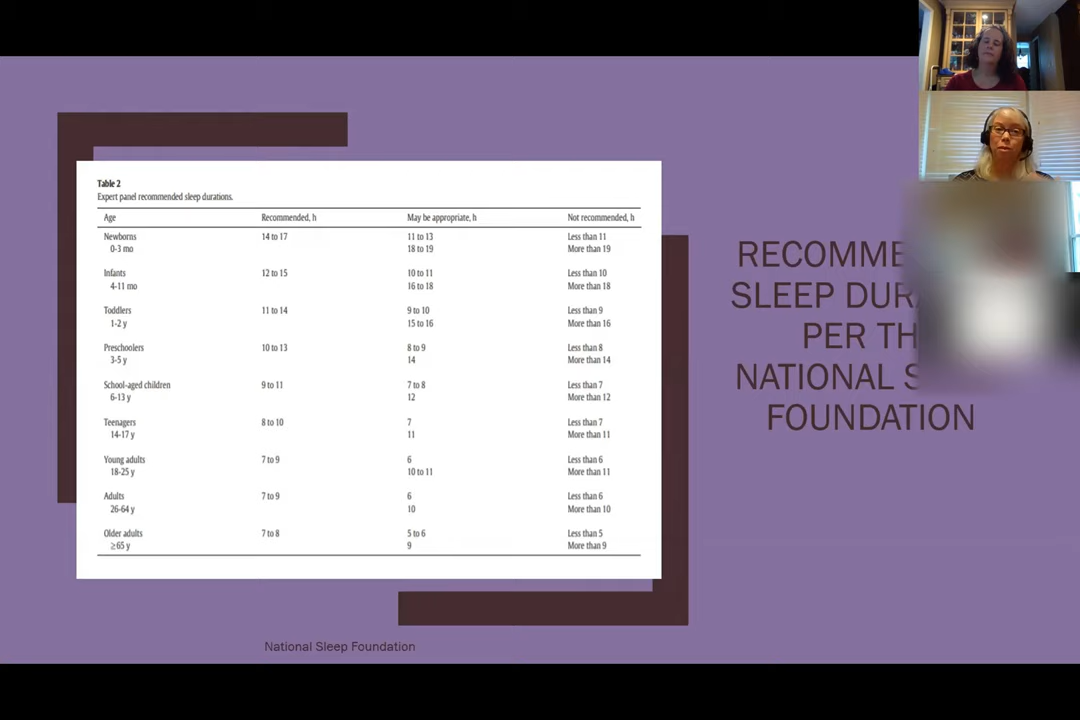 Table 2
Expert panel recommended sleep durations.
Age Recommended, h May be appropriate, h Not recommended, h
Newborns 14 to 17 11 to 13 Less than 11
0-3 mo 18 to 19 More than 19
Infants 12 to 15 10 to 11 Less than 10
4-11 mo 16 to 18 More than 18
Toddlers 11 to 14 9 to 10 Less than 9
1-2 y 15 to 16 More than 16
Preschoolers 10 to 13 8 to 9 Less than 8
3-5 y 14 More than 14
School-aged children 9 to 11 7 to 8 Less than 7
6-13 y 12 More than 12
Teenagers 8 to 10 7 Less than 7
14-17 y 11 More than 11
Young adults 7 to 9 6 Less than 6
18-25 y 10 to 11 More than 11
Adults 7 to 9 6 Less than 6
26-64 y 10 More than 10
Older adults 7 to 8 5 to 6 Less than 5
≥65 y 9 More than 9
SLEEP
PER
NATIONAL
FOUNDATION
National Sleep Foundation